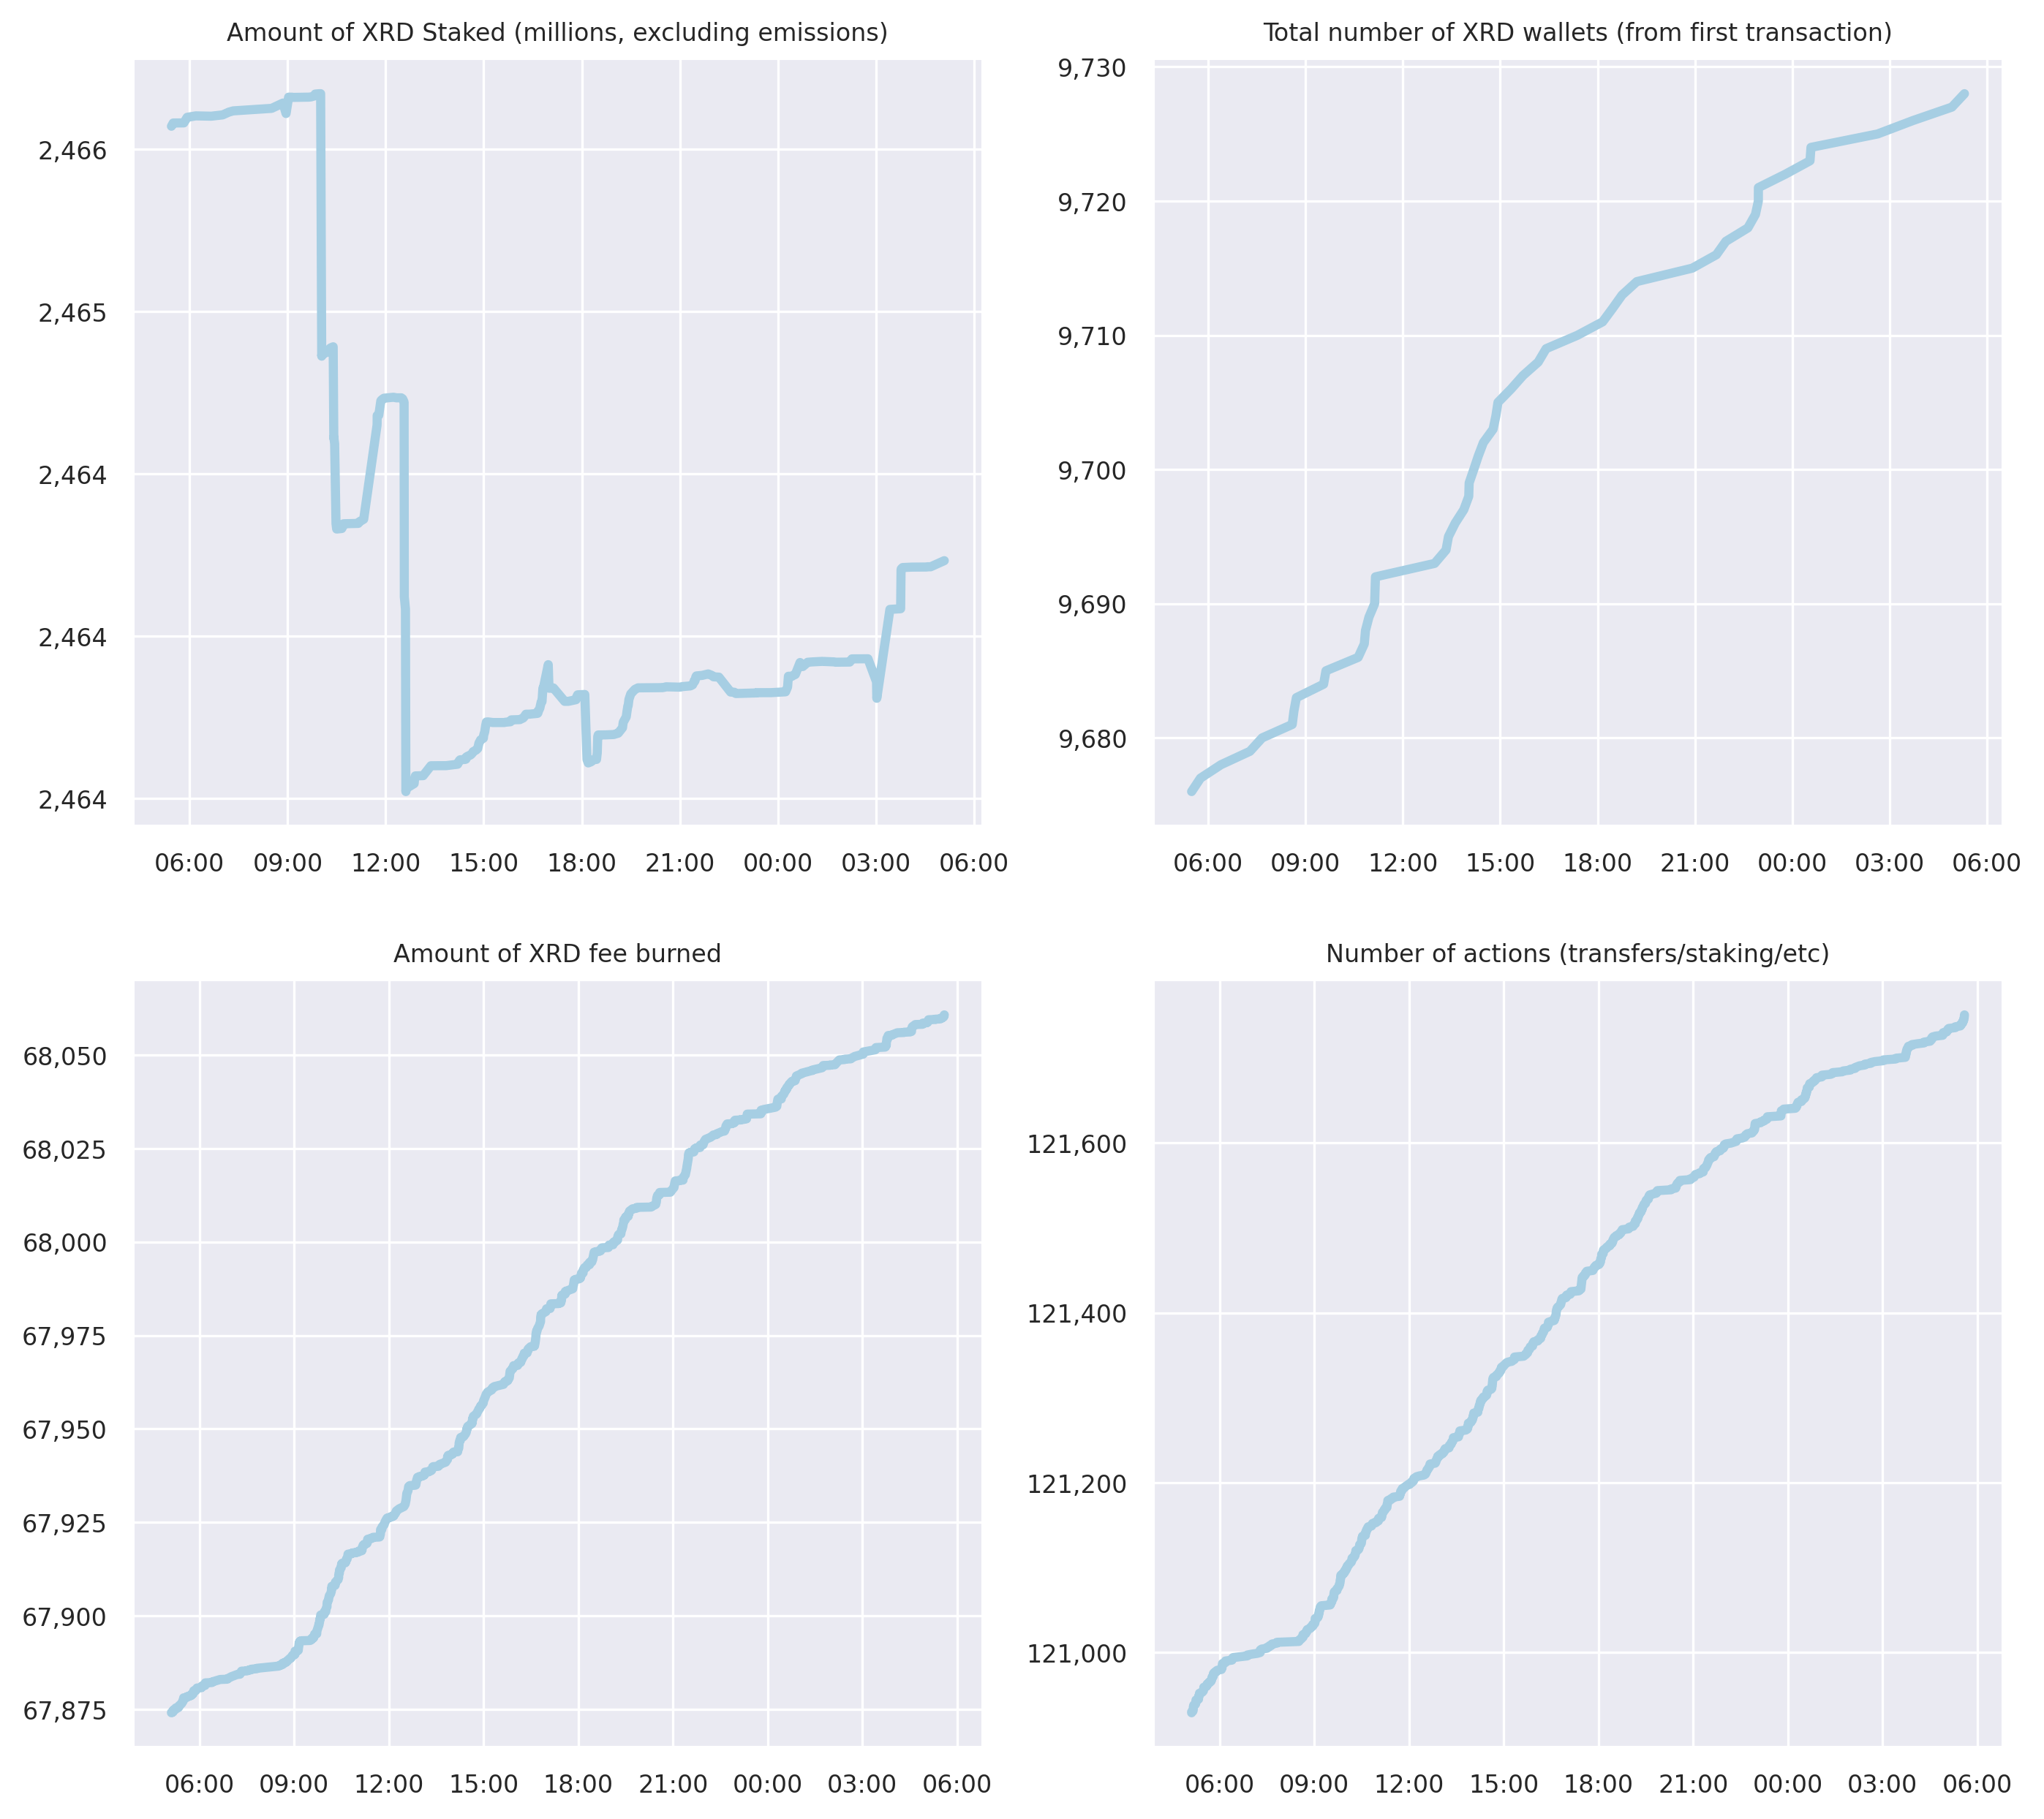 Amount of XRD Staked (millions, excluding emissions)
2,466
2,465
2,464
2,464
2,464
06:00 09:00 12:00 15:00 18:00 21:00 00:00 03:00 06:00
Total number of XRD wallets (from first transaction)
9,730
9,720
9,710
9,700
9,690
9,680
06:00 09:00 12:00 15:00 18:00 21:00 00:00 03:00 06:00
Amount of XRD fee burned
68,050
68,025
68,000
67,975
67,950
67,925
67,900
67,875
06:00 09:00 12:00 15:00 18:00 21:00 00:00 03:00 06:00
Number of actions (transfers/staking/etc)
121,600
121,400
121,200
121,000
06:00 09:00 12:00 15:00 18:00 21:00 00:00 03:00 06:00